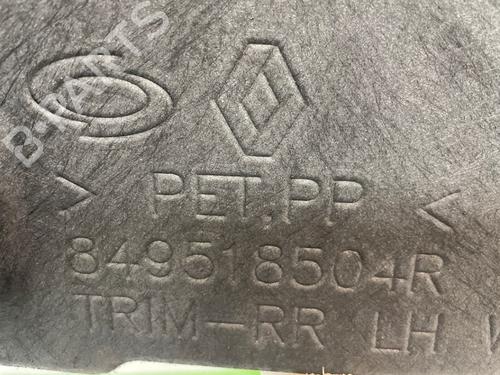 B-PARTS
> PET.PP <
849518504R
TRIM-RR LH